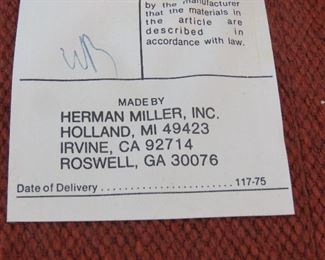 by the manufacturer
that the materials in
the article are
described in
accordance with law.
WB
MADE BY
HERMAN MILLER, INC.
HOLLAND, MI 49423
IRVINE, CA 92714
ROSWELL, GA 30076
Date of Delivery ........................ 117-75